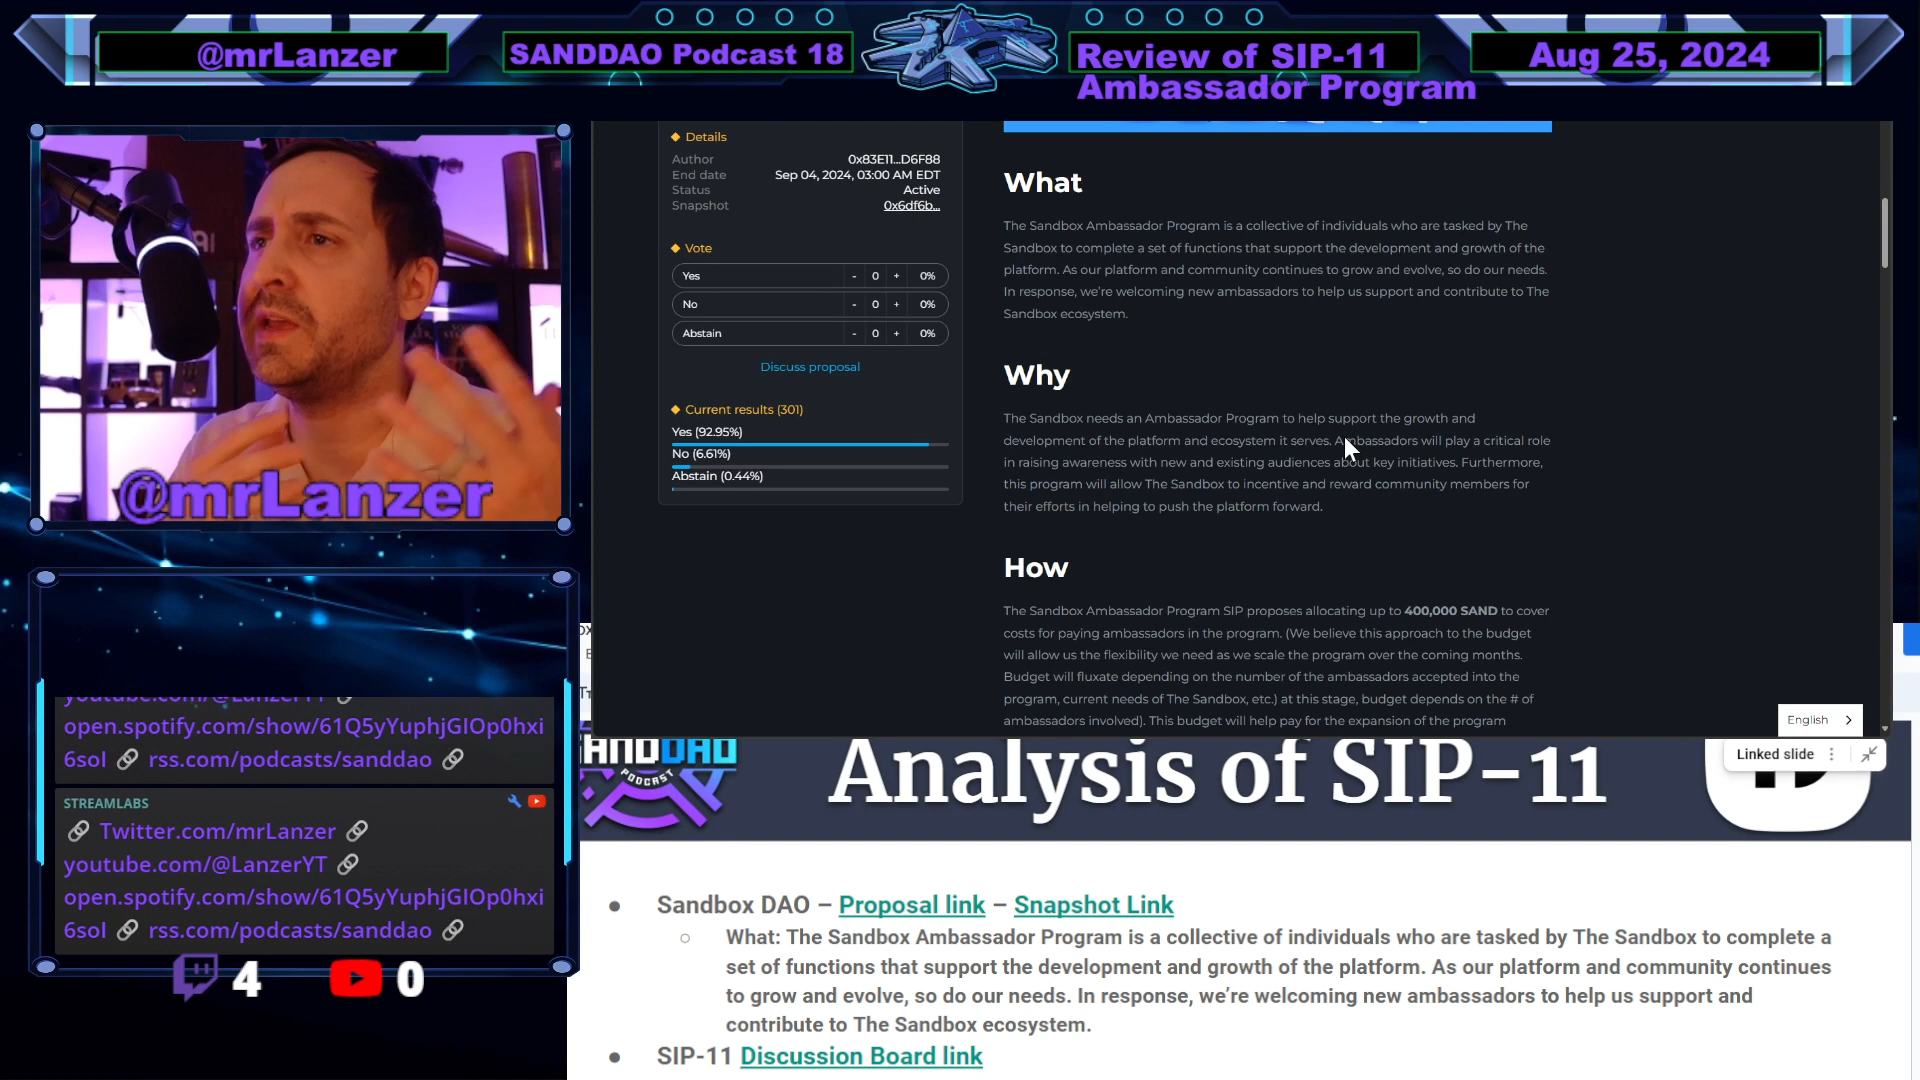 @mrLanzer
SANDDAO Podcast 18
Review of SIP-11
Ambassador Program
Aug 25, 2024
@mrLanzer
youtube.com/@LanzerYT
open.spotify.com/show/61Q5yYuphjGIOp0hxi
6sol rss.com/podcasts/sanddao
STREAMLABS
Twitter.com/mrLanzer
youtube.com/@LanzerYT
open.spotify.com/show/61Q5yYuphjGIOp0hxi
6sol rss.com/podcasts/sanddao
4 0
Details
Author 0x83E11...D6F88
End date Sep 04, 2024, 03:00 AM EDT
Status Active
Snapshot 0x6df6b...
Vote
Yes - 0 + 0%
No - 0 + 0%
Abstain - 0 + 0%
Discuss proposal
Current results (301)
Yes (92.95%)
No (6.61%)
Abstain (0.44%)
What
The Sandbox Ambassador Program is a collective of individuals who are tasked by The
Sandbox to complete a set of functions that support the development and growth of the
platform. As our platform and community continues to grow and evolve, so do our needs.
In response, we're welcoming new ambassadors to help us support and contribute to The
Sandbox ecosystem.
Why
The Sandbox needs an Ambassador Program to help support the growth and
development of the platform and ecosystem it serves. Ambassadors will play a critical role
in raising awareness with new and existing audiences about key initiatives. Furthermore,
this program will allow The Sandbox to incentive and reward community members for
their efforts in helping to push the platform forward.
How
The Sandbox Ambassador Program SIP proposes allocating up to 400,000 SAND to cover
costs for paying ambassadors in the program. (We believe this approach to the budget
will allow us the flexibility we need as we scale the program over the coming months.
Budget will fluxate depending on the number of the ambassadors accepted into the
program, current needs of The Sandbox, etc.) at this stage, budget depends on the # of
ambassadors involved). This budget will help pay for the expansion of the program
English
Linked slide
SANDDAO
PODCAST
Analysis of SIP-11
Sandbox DAO – Proposal link – Snapshot Link
What: The Sandbox Ambassador Program is a collective of individuals who are tasked by The Sandbox to complete a
set of functions that support the development and growth of the platform. As our platform and community continues
to grow and evolve, so do our needs. In response, we're welcoming new ambassadors to help us support and
contribute to The Sandbox ecosystem.
SIP-11 Discussion Board link